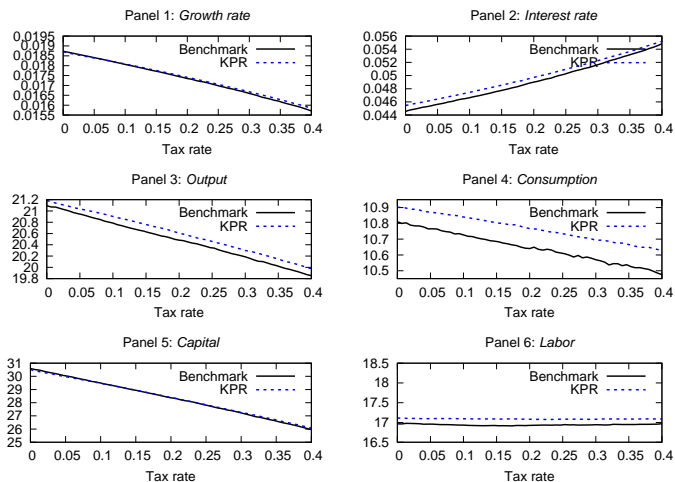 Panel 1: Growth rate
0.0195
0.019
0.0185
0.018
0.0175
0.017
0.0165
0.016
0.0155
Benchmark
KPR
0 0.05 0.1 0.15 0.2 0.25 0.3 0.35 0.4
Tax rate
Panel 2: Interest rate
0.056
0.054
0.052
0.05
0.048
0.046
0.044
Benchmark
KPR
0 0.05 0.1 0.15 0.2 0.25 0.3 0.35 0.4
Tax rate
Panel 3: Output
21.2
21
20.8
20.6
20.4
20.2
20
19.8
Benchmark
KPR
0 0.05 0.1 0.15 0.2 0.25 0.3 0.35 0.4
Tax rate
Panel 4: Consumption
10.9
10.8
10.7
10.6
10.5
Benchmark
KPR
0 0.05 0.1 0.15 0.2 0.25 0.3 0.35 0.4
Tax rate
Panel 5: Capital
31
30
29
28
27
26
25
Benchmark
KPR
0 0.05 0.1 0.15 0.2 0.25 0.3 0.35 0.4
Tax rate
Panel 6: Labor
18.5
18
17.5
17
16.5
Benchmark
KPR
0 0.05 0.1 0.15 0.2 0.25 0.3 0.35 0.4
Tax rate